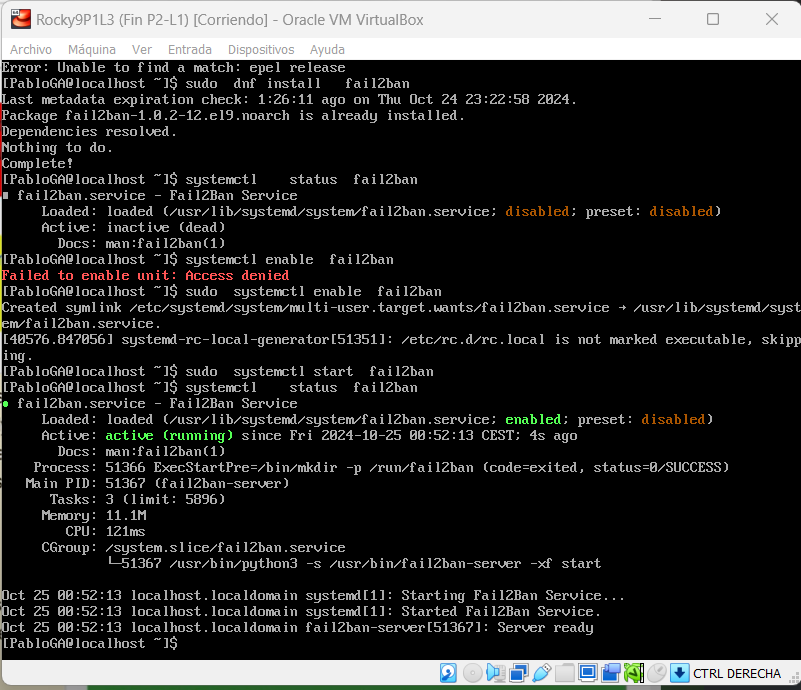 Rocky9P1L3 (Fin P2-L1) [Corriendo] - Oracle VM VirtualBox
Archivo Máquina Ver Entrada Dispositivos Ayuda
Error: Unable to find a match: epel release
[PabloGA@localhost ~]$ sudo  dnf install   fail2ban
Last metadata expiration check: 1:26:11 ago on Thu Oct 24 23:22:58 2024.
Package fail2ban-1.0.2-12.el9.noarch is already installed.
Dependencies resolved.
Nothing to do.
Complete!
[PabloGA@localhost ~]$ systemctl    status  fail2ban
fail2ban.service - Fail2Ban Service
     Loaded: loaded (/usr/lib/systemd/system/fail2ban.service; disabled; preset: disabled)
     Active: inactive (dead)
       Docs: man:fail2ban(1)
[PabloGA@localhost ~]$ systemctl enable  fail2ban
Failed to enable unit: Access denied
[PabloGA@localhost ~]$ sudo  systemctl enable  fail2ban
Created symlink /etc/systemd/system/multi-user.target.wants/fail2ban.service → /usr/lib/systemd/syst
em/fail2ban.service.
[40576.847056] systemd-rc-local-generator[51351]: /etc/rc.d/rc.local is not marked executable, skipp
ing.
[PabloGA@localhost ~]$ sudo  systemctl start  fail2ban
[PabloGA@localhost ~]$ systemctl    status  fail2ban
● fail2ban.service - Fail2Ban Service
     Loaded: loaded (/usr/lib/systemd/system/fail2ban.service; enabled; preset: disabled)
     Active: active (running) since Fri 2024-10-25 00:52:13 CEST; 4s ago
       Docs: man:fail2ban(1)
    Process: 51366 ExecStartPre=/bin/mkdir -p /run/fail2ban (code=exited, status=0/SUCCESS)
   Main PID: 51367 (fail2ban-server)
      Tasks: 3 (limit: 5896)
     Memory: 11.1M
        CPU: 121ms
     CGroup: /system.slice/fail2ban.service
             └─51367 /usr/bin/python3 -s /usr/bin/fail2ban-server -xf start
Oct 25 00:52:13 localhost.localdomain systemd[1]: Starting Fail2Ban Service...
Oct 25 00:52:13 localhost.localdomain systemd[1]: Started Fail2Ban Service.
Oct 25 00:52:13 localhost.localdomain fail2ban-server[51367]: Server ready
[PabloGA@localhost ~]$
CTRL DERECHA